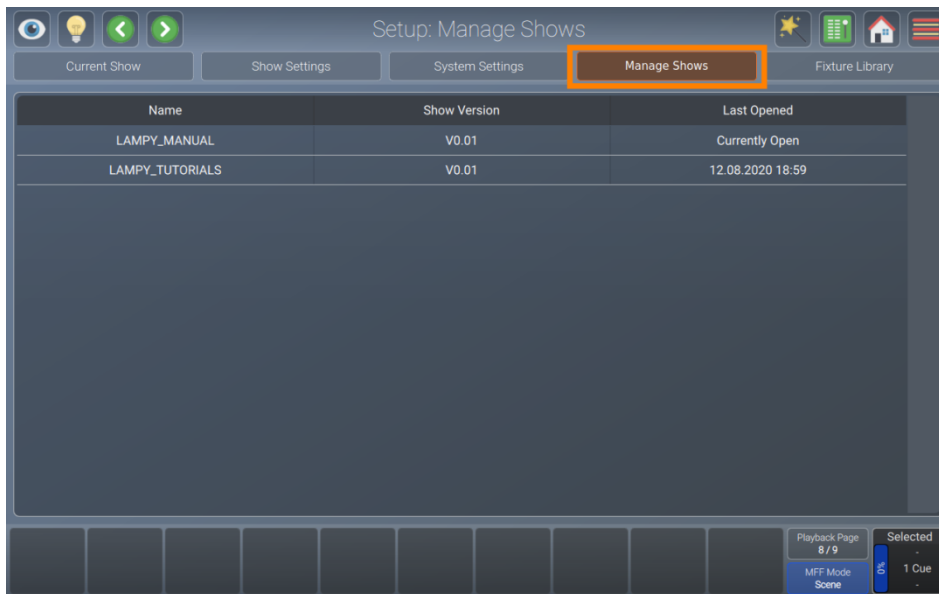 Setup: Manage Shows
Current Show Show Settings System Settings Manage Shows Fixture Library
Name Show Version Last Opened
LAMPY_MANUAL V0.01 Currently Open
LAMPY_TUTORIALS V0.01 12.08.2020 18:59
Playback Page Selected
8 / 9 -
0% 1 Cue
MFF Mode
Scene -